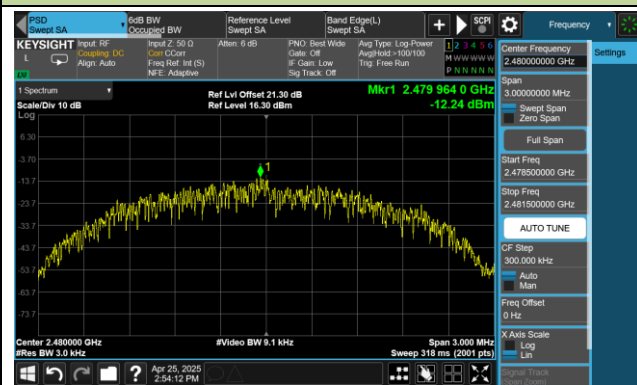 PSD
Swept SA
6dB BW
Occupied BW
Reference Level
Swept SA
Band Edge(L)
Swept SA
SCPI
Frequency
KEYSIGHT
L
Input: RF
Coupling: DC
Align: Auto
Input Z: 50 Ω
Corr CCorr
Freq Ref: Int (S)
NFE: Adaptive
Atten: 6 dB
PNO: Best Wide
Gate: Off
IF Gain: Low
Sig Track: Off
Avg Type: Log-Power
Avg|Hold:>100/100
Trig: Free Run
1 2 3 4 5 6
M W W W W W
P N N N N N
1 Spectrum
Scale/Div 10 dB
Log
Ref Lvl Offset 21.30 dB
Ref Level 16.30 dBm
Mkr1 2.479 964 0 GHz
-12.24 dBm
1
6.30
-3.70
-13.7
-23.7
-33.7
-43.7
-53.7
-63.7
-73.7
Center 2.480000 GHz
#Res BW 3.0 kHz
#Video BW 9.1 kHz
Span 3.000 MHz
Sweep 318 ms (2001 pts)
?
Apr 25, 2025
2:54:12 PM
Center Frequency
2.480000000 GHz
Settings
Span
3.00000000 MHz
Swept Span
Zero Span
Full Span
Start Freq
2.478500000 GHz
Stop Freq
2.481500000 GHz
AUTO TUNE
CF Step
300.000 kHz
Auto
Man
Freq Offset
0 Hz
X Axis Scale
Log
Lin
Signal Track
(Span Zoom)